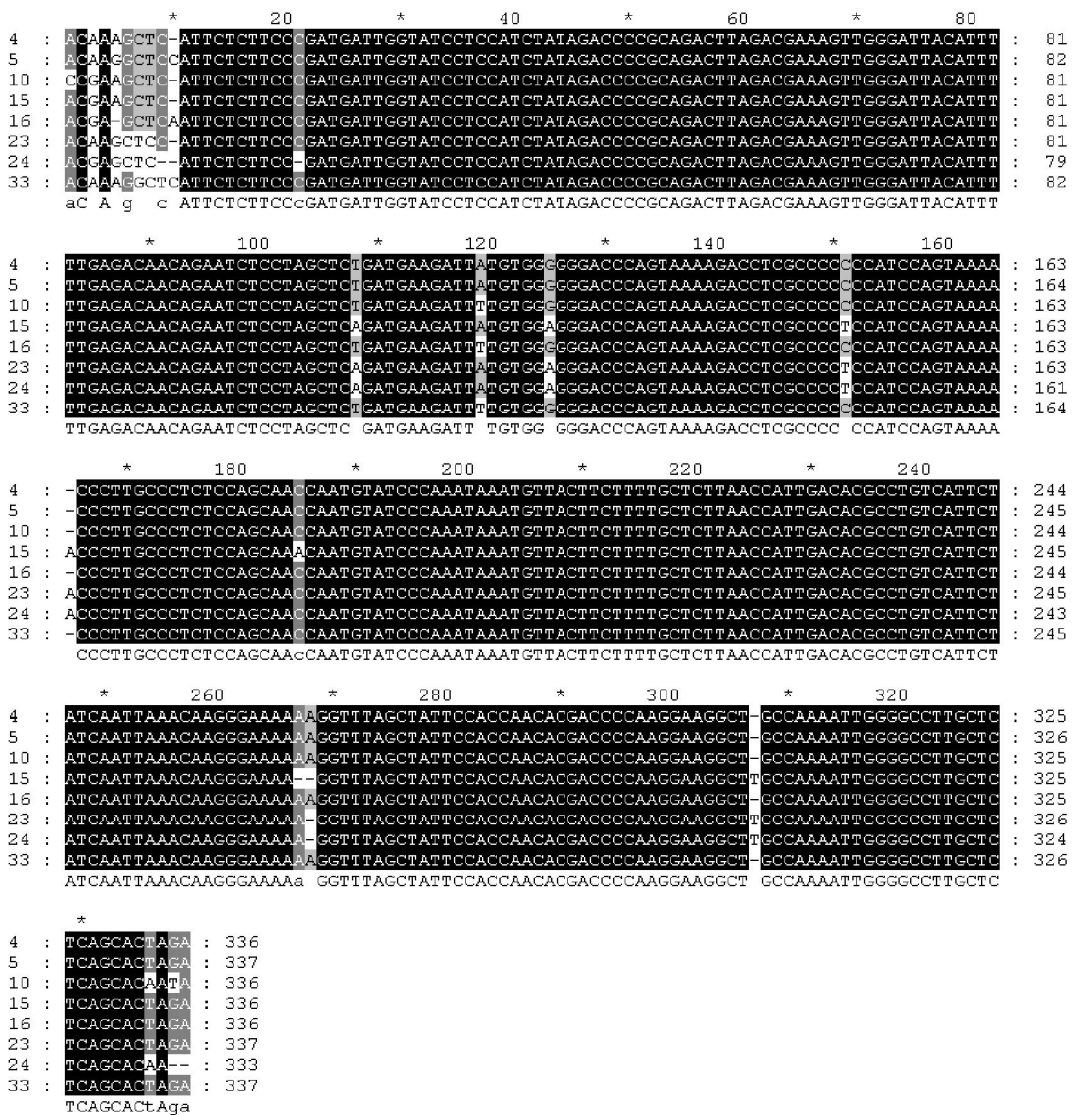 * 20 * 40 * 60 * 80
4 : ACAAAGCTC-ATTCTCTTCCCGATGATTGGTATCCTCCATCTATAGACCCCGCAGACTTAGACGAAAGTTGGGATTACATTT : 81
5 : ACAAGGCTCCATTCTCTTCCCGATGATTGGTATCCTCCATCTATAGACCCCGCAGACTTAGACGAAAGTTGGGATTACATTT : 82
10 : CCGAAGCTC-ATTCTCTTCCCGATGATTGGTATCCTCCATCTATAGACCCCGCAGACTTAGACGAAAGTTGGGATTACATTT : 81
15 : ACGAAGCTC-ATTCTCTTCCCGATGATTGGTATCCTCCATCTATAGACCCCGCAGACTTAGACGAAAGTTGGGATTACATTT : 81
16 : ACGA-GCTCAATTCTCTTCCCGATGATTGGTATCCTCCATCTATAGACCCCGCAGACTTAGACGAAAGTTGGGATTACATTT : 81
23 : ACAAGCTCC-ATTCTCTTCCCGATGATTGGTATCCTCCATCTATAGACCCCGCAGACTTAGACGAAAGTTGGGATTACATTT : 81
24 : ACGAGCTC--ATTCTCTTCC-GATGATTGGTATCCTCCATCTATAGACCCCGCAGACTTAGACGAAAGTTGGGATTACATTT : 79
33 : ACAAAGGCTCATTCTCTTCCCGATGATTGGTATCCTCCATCTATAGACCCCGCAGACTTAGACGAAAGTTGGGATTACATTT : 82
aC A g  c ATTCTCTTCCcGATGATTGGTATCCTCCATCTATAGACCCCGCAGACTTAGACGAAAGTTGGGATTACATTT
* 100 * 120 * 140 * 160
4 : TTGAGACAACAGAATCTCCTAGCTCTGATGAAGATTATGTGGGGGGACCCAGTAAAAGACCTCGCCCCCCCATCCAGTAAAA : 163
5 : TTGAGACAACAGAATCTCCTAGCTCTGATGAAGATTATGTGGGGGGACCCAGTAAAAGACCTCGCCCCCCCATCCAGTAAAA : 164
10 : TTGAGACAACAGAATCTCCTAGCTCTGATGAAGATTTTGTGGGGGGACCCAGTAAAAGACCTCGCCCCCCCATCCAGTAAAA : 163
15 : TTGAGACAACAGAATCTCCTAGCTCAGATGAAGATTATGTGGAGGGACCCAGTAAAAGACCTCGCCCCTCCATCCAGTAAAA : 163
16 : TTGAGACAACAGAATCTCCTAGCTCTGATGAAGATTTTGTGGGGGGACCCAGTAAAAGACCTCGCCCCCCCATCCAGTAAAA : 163
23 : TTGAGACAACAGAATCTCCTAGCTCAGATGAAGATTATGTGGAGGGACCCAGTAAAAGACCTCGCCCCTCCATCCAGTAAAA : 163
24 : TTGAGACAACAGAATCTCCTAGCTCAGATGAAGATTATGTGGAGGGACCCAGTAAAAGACCTCGCCCCTCCATCCAGTAAAA : 161
33 : TTGAGACAACAGAATCTCCTAGCTCTGATGAAGATTTTGTGGGGGGACCCAGTAAAAGACCTCGCCCCCCCATCCAGTAAAA : 164
TTGAGACAACAGAATCTCCTAGCTC GATGAAGATT TGTGG GGGACCCAGTAAAAGACCTCGCCCC CCATCCAGTAAAA
* 180 * 200 * 220 * 240
4 : -CCCTTGCCCTCTCCAGCAACCAATGTATCCCAAATAAATGTTACTTCTTTTGCTCTTAACCATTGACACGCCTGTCATTCT : 244
5 : -CCCTTGCCCTCTCCAGCAACCAATGTATCCCAAATAAATGTTACTTCTTTTGCTCTTAACCATTGACACGCCTGTCATTCT : 245
10 : -CCCTTGCCCTCTCCAGCAACCAATGTATCCCAAATAAATGTTACTTCTTTTGCTCTTAACCATTGACACGCCTGTCATTCT : 244
15 : ACCCTTGCCCTCTCCAGCAAACAATGTATCCCAAATAAATGTTACTTCTTTTGCTCTTAACCATTGACACGCCTGTCATTCT : 245
16 : -CCCTTGCCCTCTCCAGCAACCAATGTATCCCAAATAAATGTTACTTCTTTTGCTCTTAACCATTGACACGCCTGTCATTCT : 244
23 : ACCCTTGCCCTCTCCAGCAACCAATGTATCCCAAATAAATGTTACTTCTTTTGCTCTTAACCATTGACACGCCTGTCATTCT : 245
24 : ACCCTTGCCCTCTCCAGCAACCAATGTATCCCAAATAAATGTTACTTCTTTTGCTCTTAACCATTGACACGCCTGTCATTCT : 243
33 : -CCCTTGCCCTCTCCAGCAACCAATGTATCCCAAATAAATGTTACTTCTTTTGCTCTTAACCATTGACACGCCTGTCATTCT : 245
CCCTTGCCCTCTCCAGCAAcCAATGTATCCCAAATAAATGTTACTTCTTTTGCTCTTAACCATTGACACGCCTGTCATTCT
* 260 * 280 * 300 * 320
4 : ATCAATTAAACAAGGGAAAAAAGGTTTAGCTATTCCACCAACACGACCCCAAGGAAGGCT-GCCAAAATTGGGGCCTTGCTC : 325
5 : ATCAATTAAACAAGGGAAAAAAGGTTTAGCTATTCCACCAACACGACCCCAAGGAAGGCT-GCCAAAATTGGGGCCTTGCTC : 326
10 : ATCAATTAAACAAGGGAAAAAAGGTTTAGCTATTCCACCAACACGACCCCAAGGAAGGCT-GCCAAAATTGGGGCCTTGCTC : 325
15 : ATCAATTAAACAAGGGAAAA--GGTTTAGCTATTCCACCAACACGACCCCAAGGAAGGCTTGCCAAAATTGGGGCCTTGCTC : 325
16 : ATCAATTAAACAAGGGAAAAAAGGTTTAGCTATTCCACCAACACGACCCCAAGGAAGGCT-GCCAAAATTGGGGCCTTGCTC : 325
23 : ATCAATTAAACAAGGGAAAAA-GGTTTAGCTATTCCACCAACACGACCCCAAGGAAGGCTTGCCAAAATTGGGGCCTTGCTC : 326
24 : ATCAATTAAACAAGGGAAAAA-GGTTTAGCTATTCCACCAACACGACCCCAAGGAAGGCTTGCCAAAATTGGGGCCTTGCTC : 324
33 : ATCAATTAAACAAGGGAAAAAAGGTTTAGCTATTCCACCAACACGACCCCAAGGAAGGCT-GCCAAAATTGGGGCCTTGCTC : 326
ATCAATTAAACAAGGGAAAAa GGTTTAGCTATTCCACCAACACGACCCCAAGGAAGGCT GCCAAAATTGGGGCCTTGCTC
*
4 : TCAGCACTAGA : 336
5 : TCAGCACTAGA : 337
10 : TCAGCACAATA : 336
15 : TCAGCACTAGA : 336
16 : TCAGCACTAGA : 336
23 : TCAGCACTAGA : 337
24 : TCAGCACAA-- : 333
33 : TCAGCACTAGA : 337
TCAGCACtAga